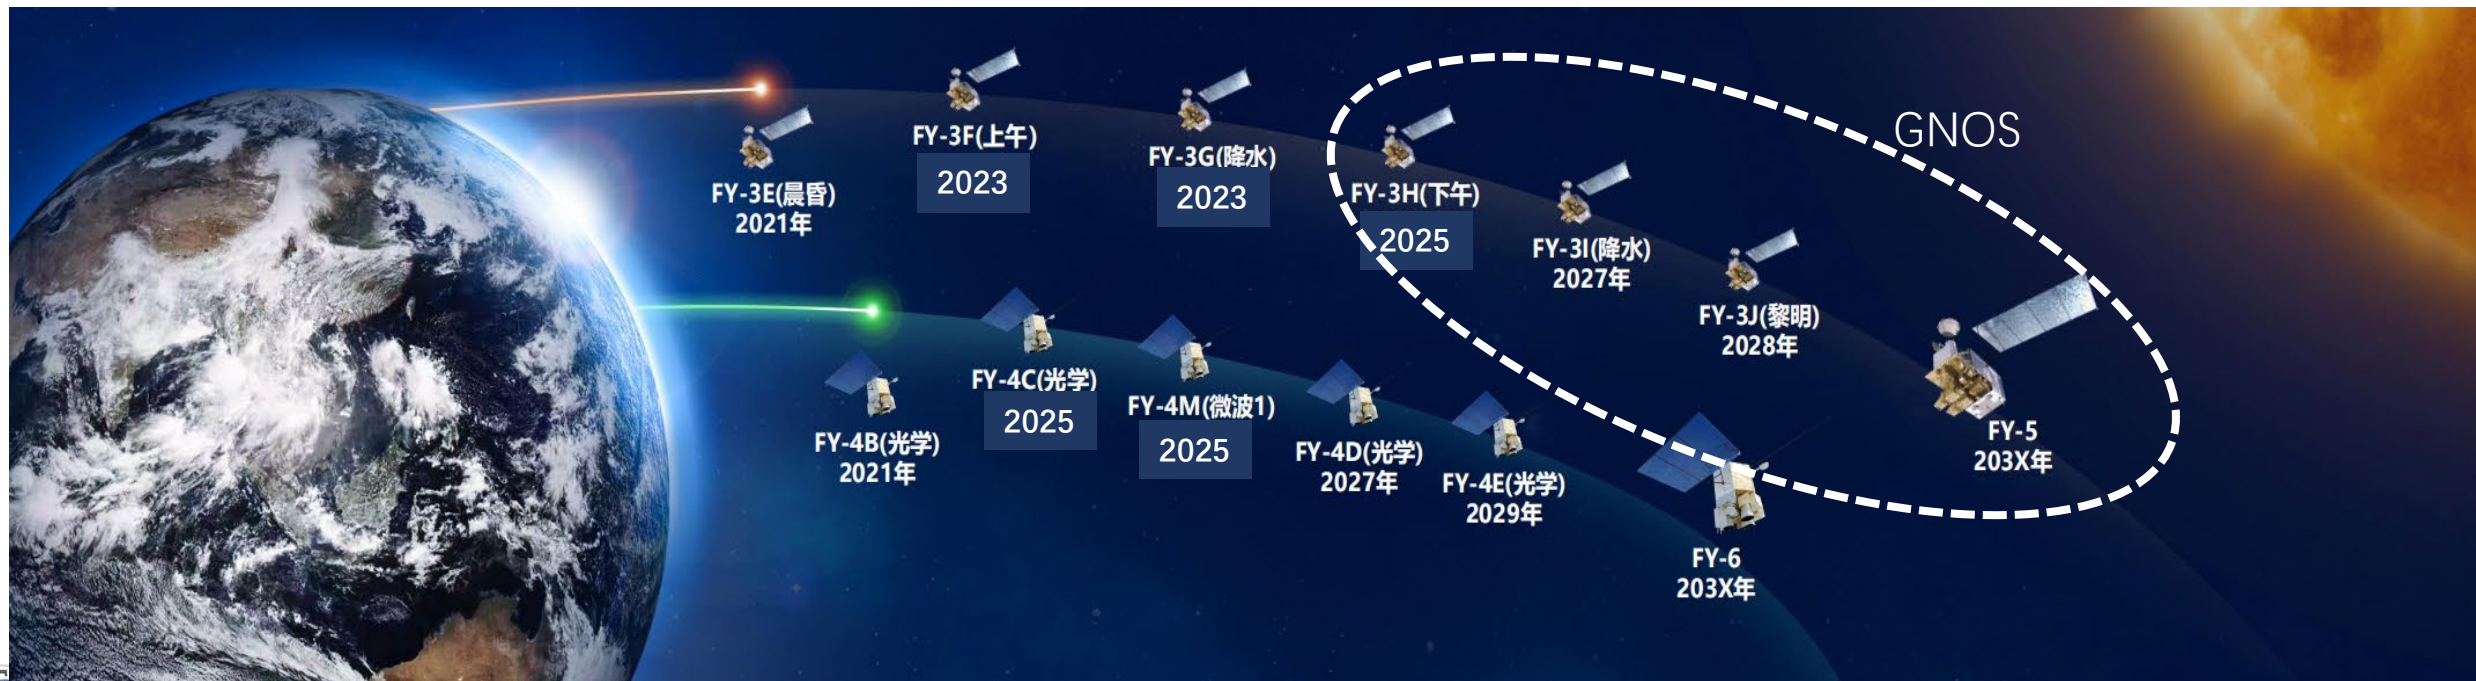 GNOS
FY-3E(晨昏)
2021年
FY-3F(上午)
2023
FY-3G(降水)
2023
FY-3H(下午)
2025
FY-3I(降水)
2027年
FY-3J(黎明)
2028年
FY-5
203X年
FY-4B(光学)
2021年
FY-4C(光学)
2025
FY-4M(微波1)
2025
FY-4D(光学)
2027年
FY-4E(光学)
2029年
FY-6
203X年